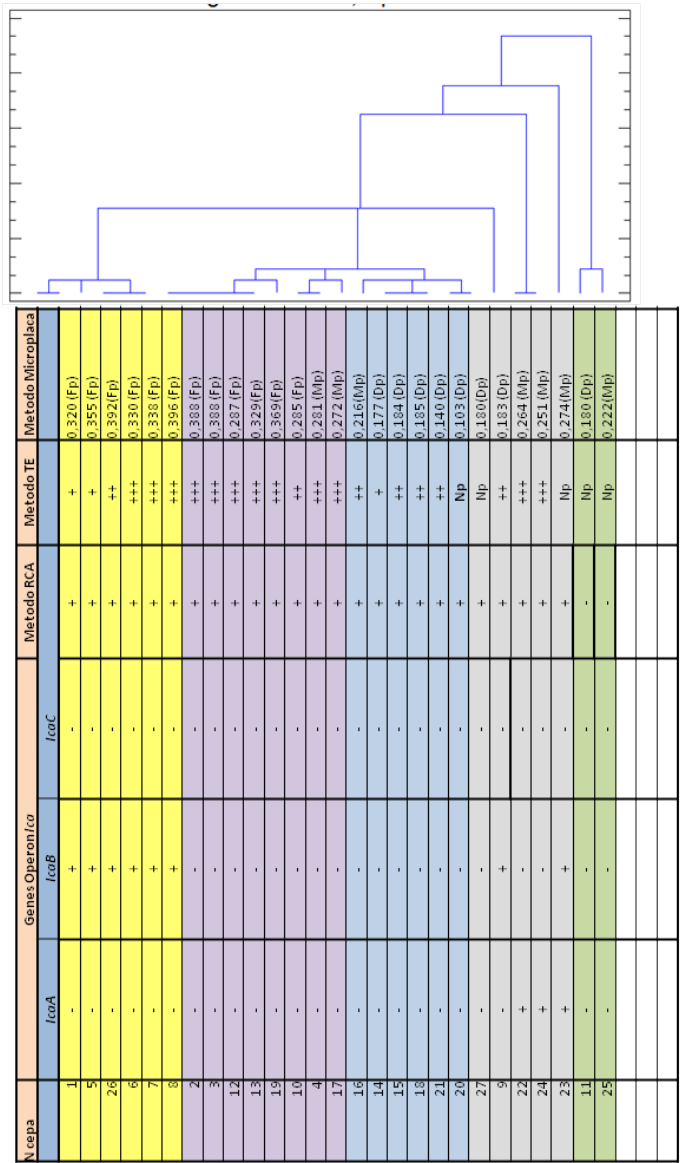 N cepa Genes Operon Ica Metodo RCA Metodo TE Metodo Microplaca
IcaA IcaB IcaC
1 - + - + + 0,320 (Fp)
5 - + - + + 0,355 (Fp)
26 - + - + ++ 0,392(Fp)
6 - + - + +++ 0,330 (Fp)
7 - + - + +++ 0,338 (Fp)
8 - + - + +++ 0,396 (Fp)
2 - - - + +++ 0,388 (Fp)
3 - - - + +++ 0,388 (Fp)
12 - - - + +++ 0,287 (Fp)
13 - - - + +++ 0,329(Fp)
19 - - - + +++ 0,369(Fp)
10 - - - + ++ 0,285 (Fp)
4 - - - + +++ 0,281 (Mp)
17 - - - + +++ 0,272 (Mp)
16 - - - + ++ 0,216(Mp)
14 - - - + + 0,177 (Dp)
15 - - - + ++ 0,184 (Dp)
18 - - - + ++ 0,185 (Dp)
21 - - - + ++ 0,140 (Dp)
20 - - - + Np 0,103 (Dp)
27 - - - + Np 0,180(Dp)
9 - + - + ++ 0,183 (Dp)
22 + - - + +++ 0,264 (Mp)
24 + - - + +++ 0,251 (Mp)
23 + + - + Np 0,274(Mp)
11 - - - - Np 0,180 (Dp)
25 - - - - Np 0,222(Mp)